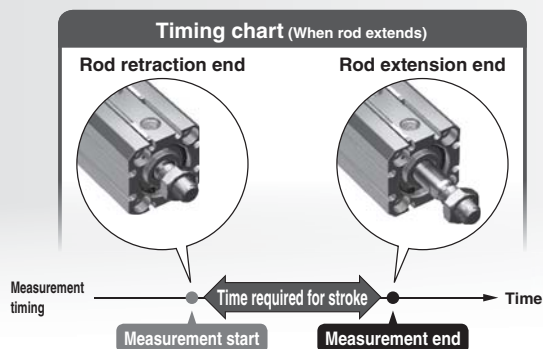 Timing chart (When rod extends)
Rod retraction end
Rod extension end
Measurement
timing
Time required for stroke
Time
Measurement start
Measurement end